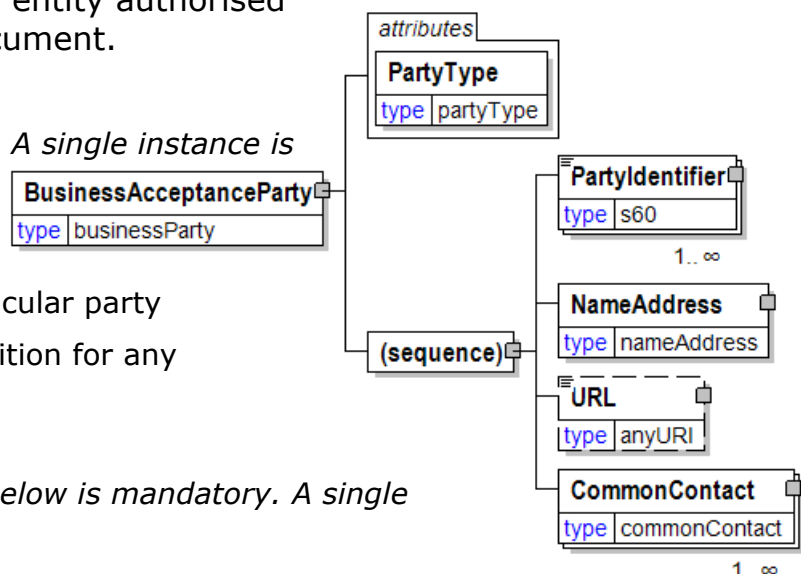 entity authorised
cument.
A single instance is
cular party
ition for any
elow is mandatory. A single
attributes
PartyType
type partyType
BusinessAcceptanceParty
type businessParty
(sequence)
PartyIdentifier
type s60
1.. ∞
NameAddress
type nameAddress
URL
type anyURI
CommonContact
type commonContact
1.. ∞